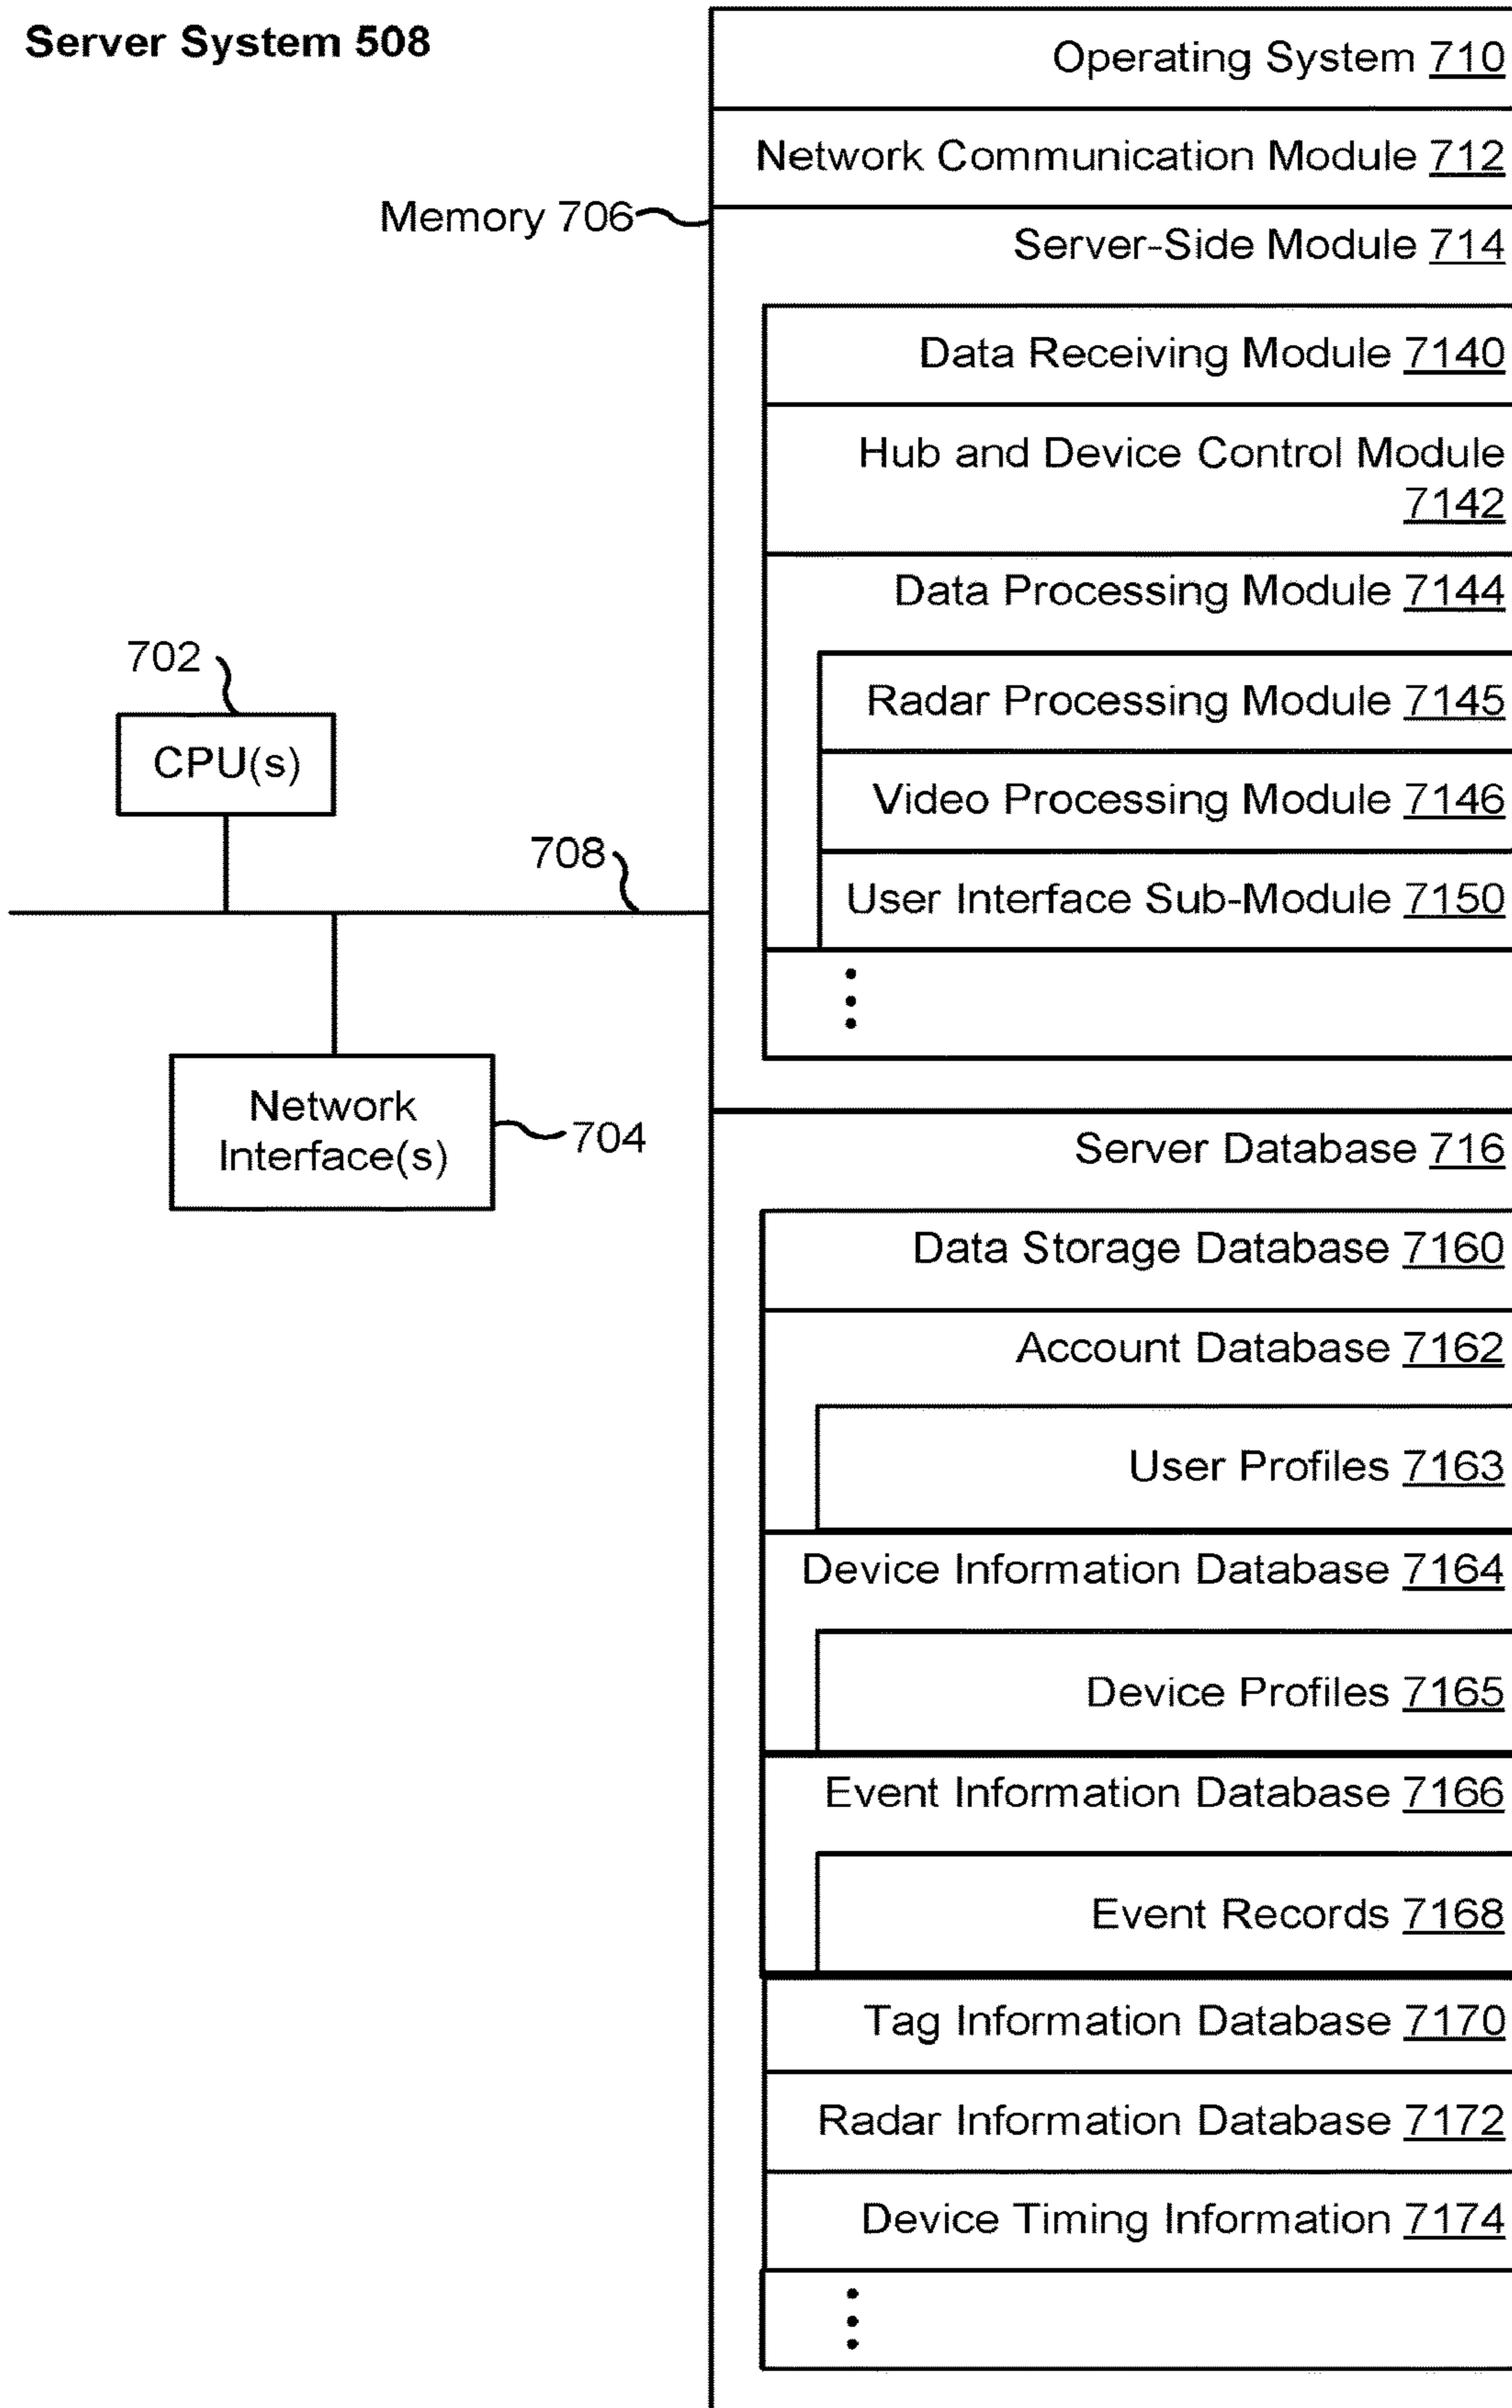 Server System 508
Operating System 710
Network Communication Module 712
Memory 706
Server-Side Module 714
Data Receiving Module 7140
Hub and Device Control Module
7142
Data Processing Module 7144
Radar Processing Module 7145
Video Processing Module 7146
User Interface Sub-Module 7150
702
CPU(s)
708
Network
Interface(s)
704
Server Database 716
Data Storage Database 7160
Account Database 7162
User Profiles 7163
Device Information Database 7164
Device Profiles 7165
Event Information Database 7166
Event Records 7168
Tag Information Database 7170
Radar Information Database 7172
Device Timing Information 7174